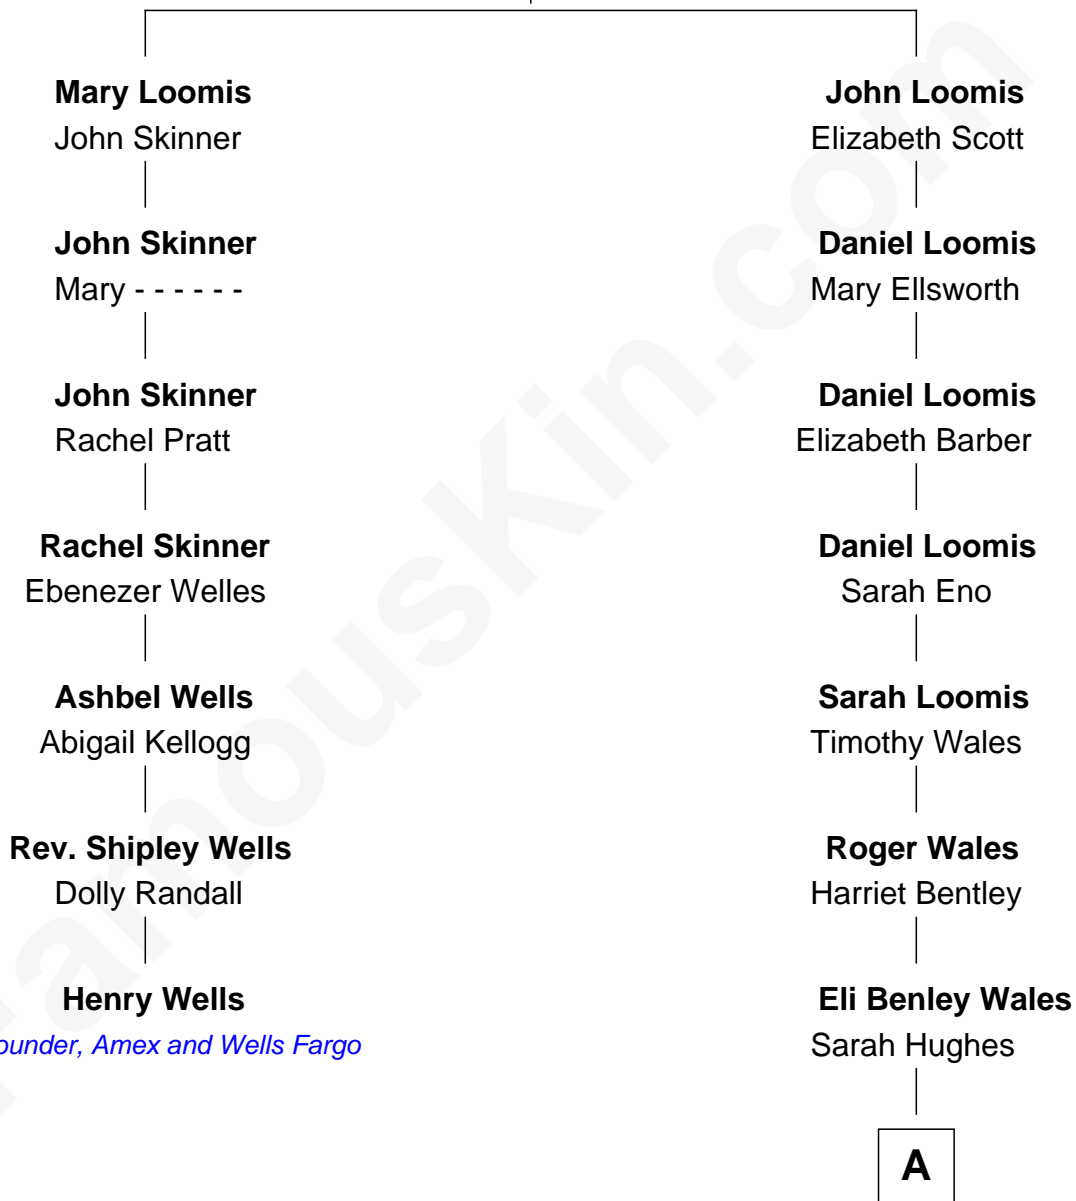 Mary Loomis
John Skinner
John Skinner
Mary - - - - - -
John Skinner
Rachel Pratt
Rachel Skinner
Ebenezer Welles
Ashbel Wells
Abigail Kellogg
Rev. Shipley Wells
Dolly Randall
Henry Wells
ounder, Amex and Wells Fargo
John Loomis
Elizabeth Scott
Daniel Loomis
Mary Ellsworth
Daniel Loomis
Elizabeth Barber
Daniel Loomis
Sarah Eno
Sarah Loomis
Timothy Wales
Roger Wales
Harriet Bentley
Eli Benley Wales
Sarah Hughes
A
FamousKin.com